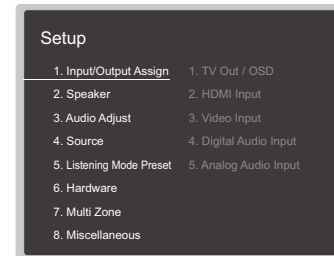 Setup
1. Input/Output Assign
2. Speaker
3. Audio Adjust
4. Source
5. Listening Mode Preset
6. Hardware
7. Multi Zone
8. Miscellaneous
1. TV Out / OSD
2. HDMI Input
3. Video Input
4. Digital Audio Input
5. Analog Audio Input